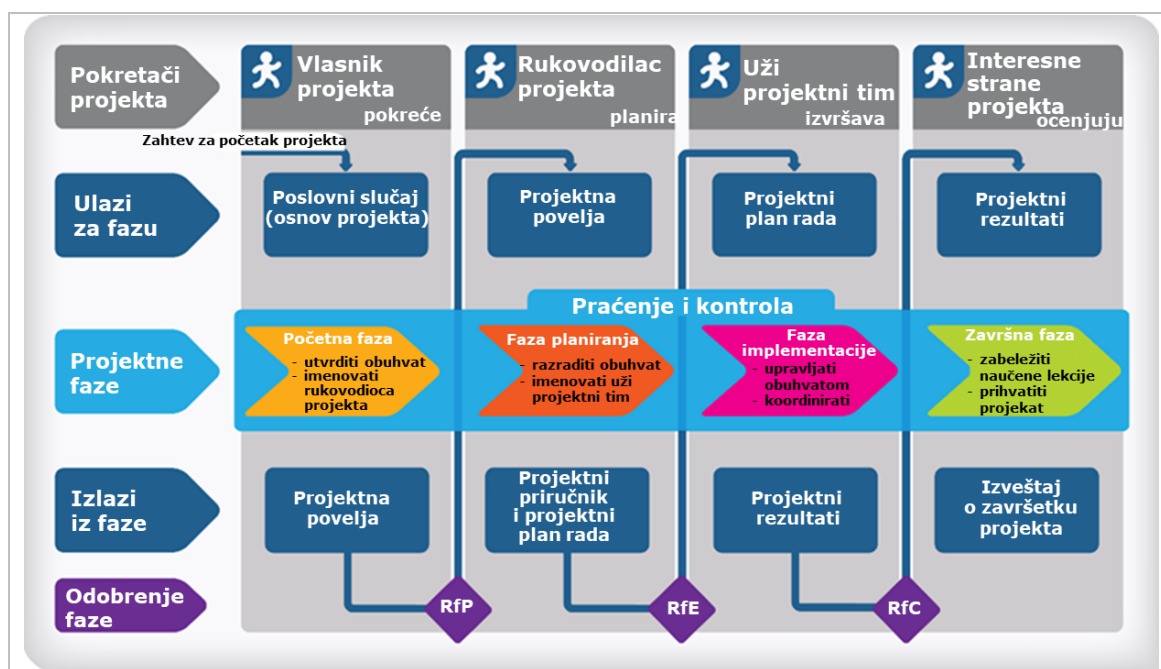 Pokretači
projekta
Vlasnik
projekta
pokreće
Rukovodilac
projekta
planira
Uži
projektni tim
izvršava
Interesne
strane
projekta
ocenjuju
Zahtev za početak projekta
Ulazi
za fazu
Poslovni slučaj
(osnov projekta)
Projektna
povelja
Projektni
plan rada
Projektni
rezultati
Praćenje i kontrola
Projektne
faze
Početna faza
- utvrditi obuhvat
- imenovati
rukovodioca
projekta
Faza planiranja
- razraditi obuhvat
- imenovati uži
projektni tim
Faza
implementacije
- upravljati
obuhvatom
- koordinirati
Završna faza
- zabeležiti
naučene lekcije
- prihvatiti
projekat
Izlazi
iz faze
Projektna
povelja
Projektni
priručnik
i projektni
plan rada
Projektni
rezultati
Izveštaj
o završetku
projekta
Odobrenje
faze
RfP
RfE
RfC